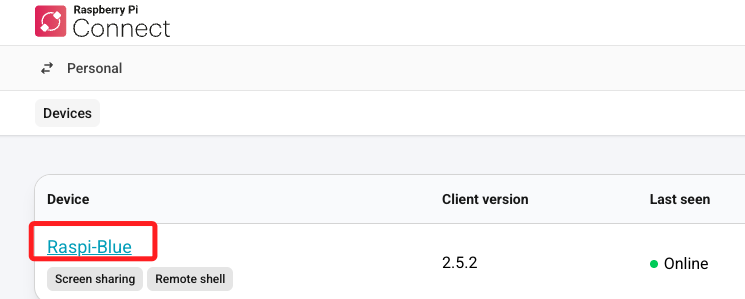 Raspberry Pi
Connect
Personal
Devices
Device Client version Last seen
Raspi-Blue
2.5.2 Online
Screen sharing Remote shell